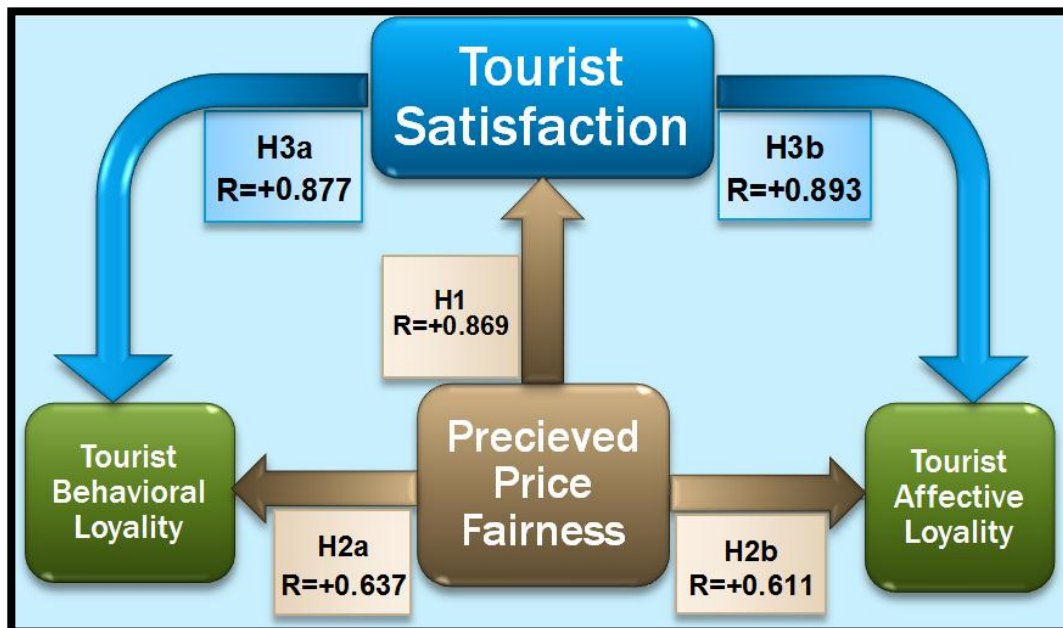 Tourist
Satisfaction
H3a
R=+0.877
H3b
R=+0.893
H1
R=+0.869
Tourist
Behavioral
Loyality
Precieved
Price
Fairness
Tourist
Affective
Loyality
H2a
R=+0.637
H2b
R=+0.611